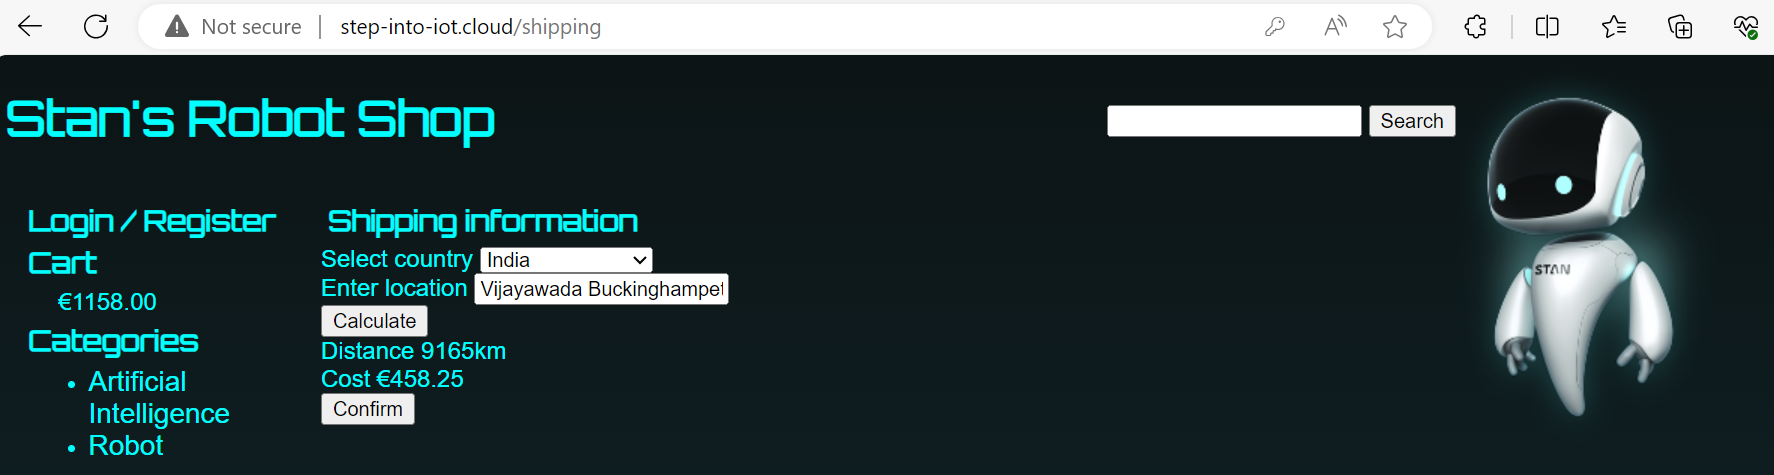 Not secure | step-into-iot.cloud/shipping
Stan's Robot Shop
Search
STAN
Login / Register
Cart
€1158.00
Categories
Artificial
Intelligence
Robot
Shipping information
Select country India
Enter location Vijayawada Buckinghampet
Calculate
Distance 9165km
Cost €458.25
Confirm